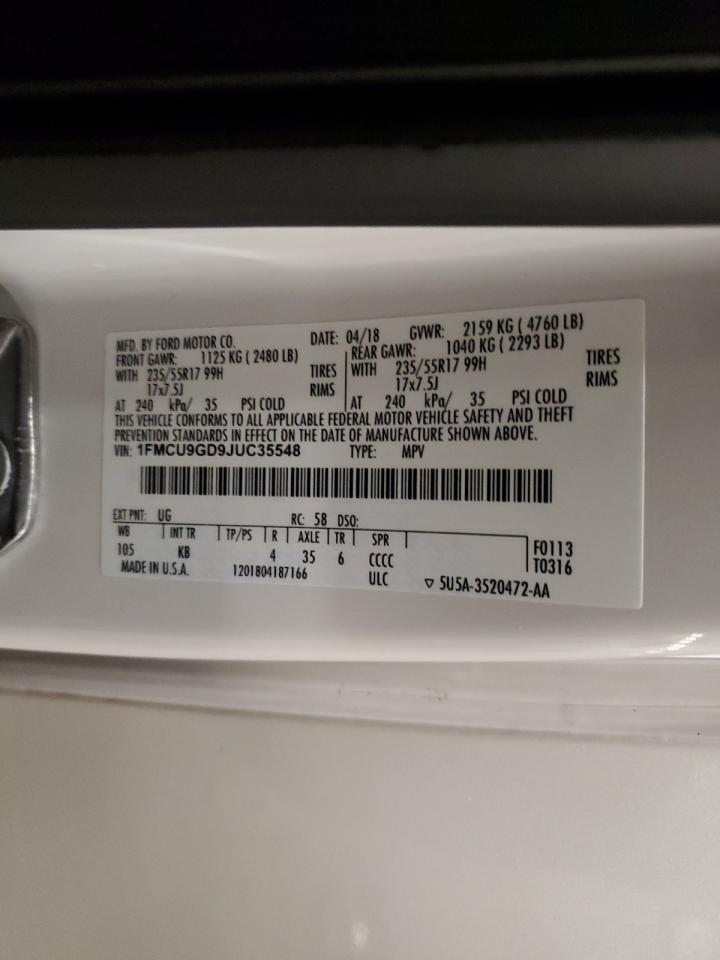 MFD. BY FORD MOTOR CO. DATE: 04/18 GVWR: 2159 KG ( 4760 LB)
FRONT GAWR: 1125 KG ( 2480 LB) REAR GAWR: 1040 KG ( 2293 LB)
WITH 235/55R17 99H TIRES WITH 235/55R17 99H TIRES
17x7.5J RIMS 17x7.5J RIMS
AT 240 kPa/ 35 PSI COLD AT 240 kPa/ 35 PSI COLD
THIS VEHICLE CONFORMS TO ALL APPLICABLE FEDERAL MOTOR VEHICLE SAFETY AND THEFT
PREVENTION STANDARDS IN EFFECT ON THE DATE OF MANUFACTURE SHOWN ABOVE.
VIN: 1FMCU9GD9JUC35548 TYPE: MPV
EXT PNT: UG RC: 58 DSO:
WB INT TR TP/PS R AXLE TR SPR F0113
105 KB 4 35 6 CCCC T0316
MADE IN U.S.A. 1201804187166 ULC ▽ 5U5A-3520472-AA